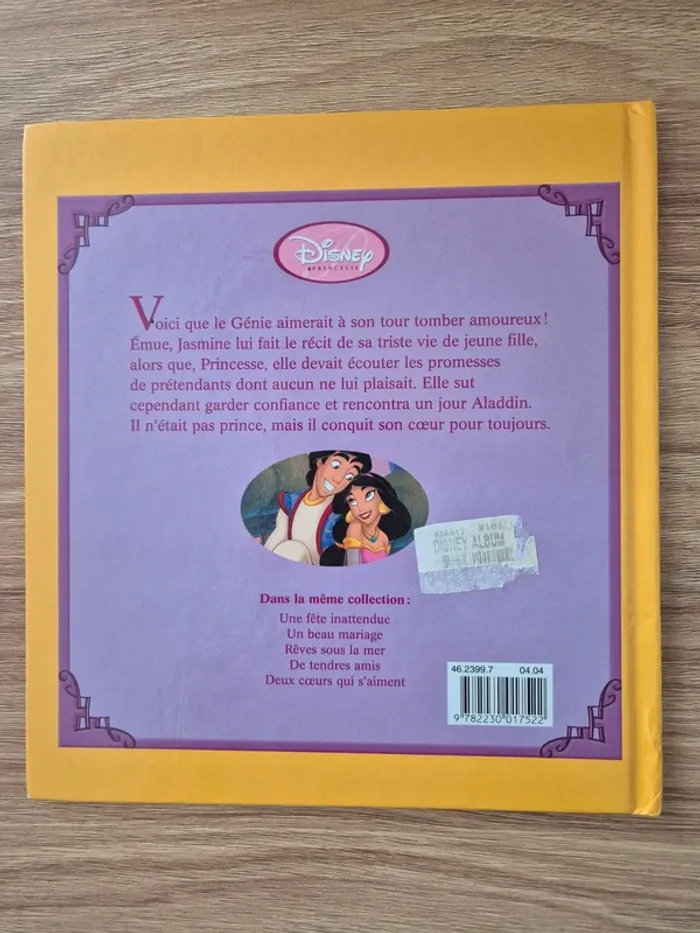 Disney
PRINCESSE
Voici que le Génie aimerait à son tour tomber amoureux !
Émue, Jasmine lui fait le récit de sa triste vie de jeune fille,
alors que, Princesse, elle devait écouter les promesses
de prétendants dont aucun ne lui plaisait. Elle sut
cependant garder confiance et rencontra un jour Aladdin.
Il n'était pas prince, mais il conquit son cœur pour toujours.
DISNEY ALBUM
Dans la même collection :
Une fête inattendue
Un beau mariage
Rêves sous la mer
De tendres amis
Deux cœurs qui s'aiment
46.2399.7 04.04
9 782230 017522